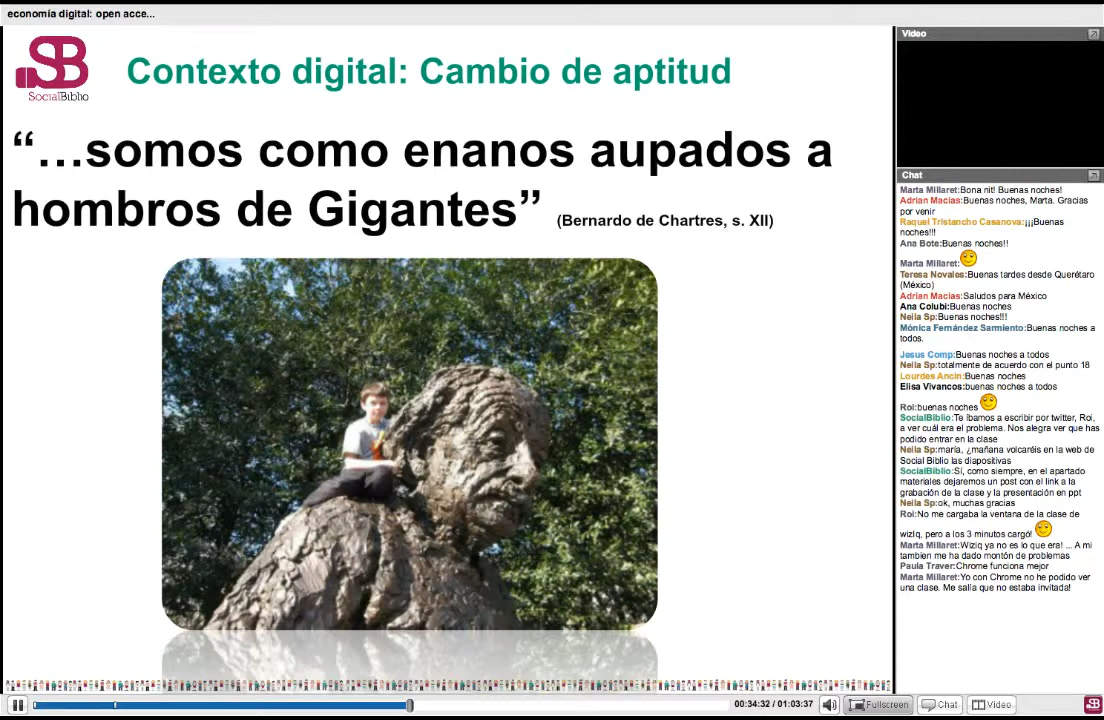 economía digital: open acce...
SB
SocialBiblio
Contexto digital: Cambio de aptitud
“…somos como enanos aupados a
hombros de Gigantes” (Bernardo de Chartres, s. XII)
Video
Chat
Marta Millaret:Bona nit! Buenas noches!
Adrian Macias:Buenas noches, Marta. Gracias
por venir
Raquel Tristancho Casanova:¡¡¡Buenas
noches!!!
Ana Bote:Buenas noches!!
Marta Millaret:
Teresa Novales:Buenas tardes desde Querétaro
(México)
Adrian Macias:Saludos para México
Ana Colubi:Buenas noches
Neila Sp:Buenas noches!!!
Mónica Fernández Sarmiento:Buenas noches a
todos.
Jesus Comp:Buenas noches a todos
Neila Sp:totalmente de acuerdo con el punto 18
Lourdes Ancin:Buenas noches
Elisa Vivancos:buenas noches a todos
Roi:buenas noches
SocialBiblio:Te íbamos a escribir por twitter, Roi,
a ver cuál era el problema. Nos alegra ver que has
podido entrar en la clase
Neila Sp:maría, ¿mañana volcaréis en la web de
Social Biblio las diapositivas
SocialBiblio:Sí, como siempre, en el apartado
materiales dejaremos un post con el link a la
grabación de la clase y la presentación en ppt
Neila Sp:ok, muchas gracias
Roi:No me cargaba la ventana de la clase de
wizIq, pero a los 3 minutos cargó!
Marta Millaret:Wiziq ya no es lo que era! ... A mi
tambien me ha dado montón de problemas
Paula Traver:Chrome funciona mejor
Marta Millaret:Yo con Chrome no he podido ver
una clase. Me salía que no estaba invitada!
00:34:32 / 01:03:37
Fullscreen
Chat
Video
SB